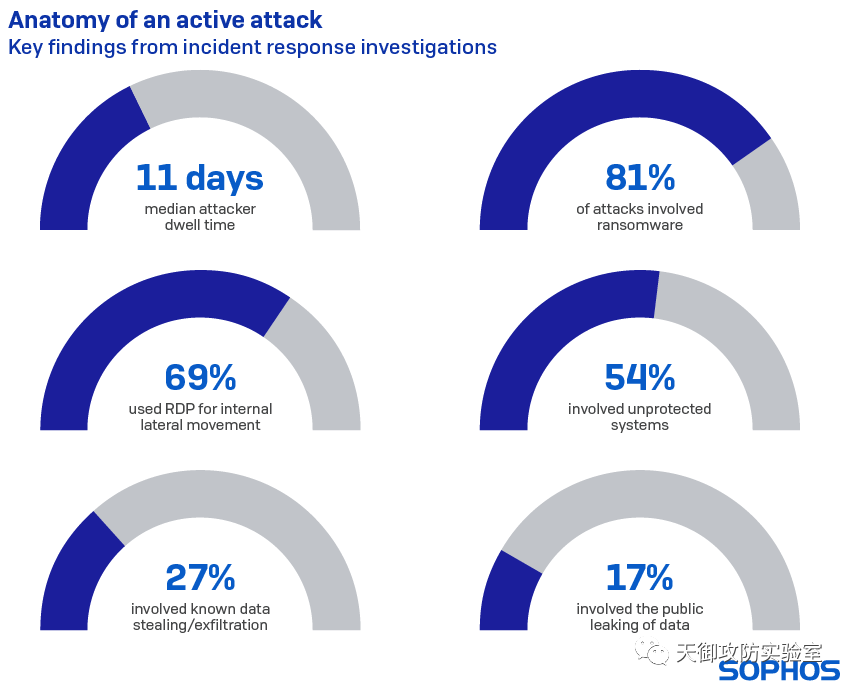 Anatomy of an active attack
Key findings from incident response investigations
11 days
median attacker
dwell time
81%
of attacks involved
ransomware
69%
used RDP for internal
lateral movement
54%
involved unprotected
systems
27%
involved known data
stealing/exfiltration
17%
involved the public
leaking of data
天御攻防实验室
SOPHOS